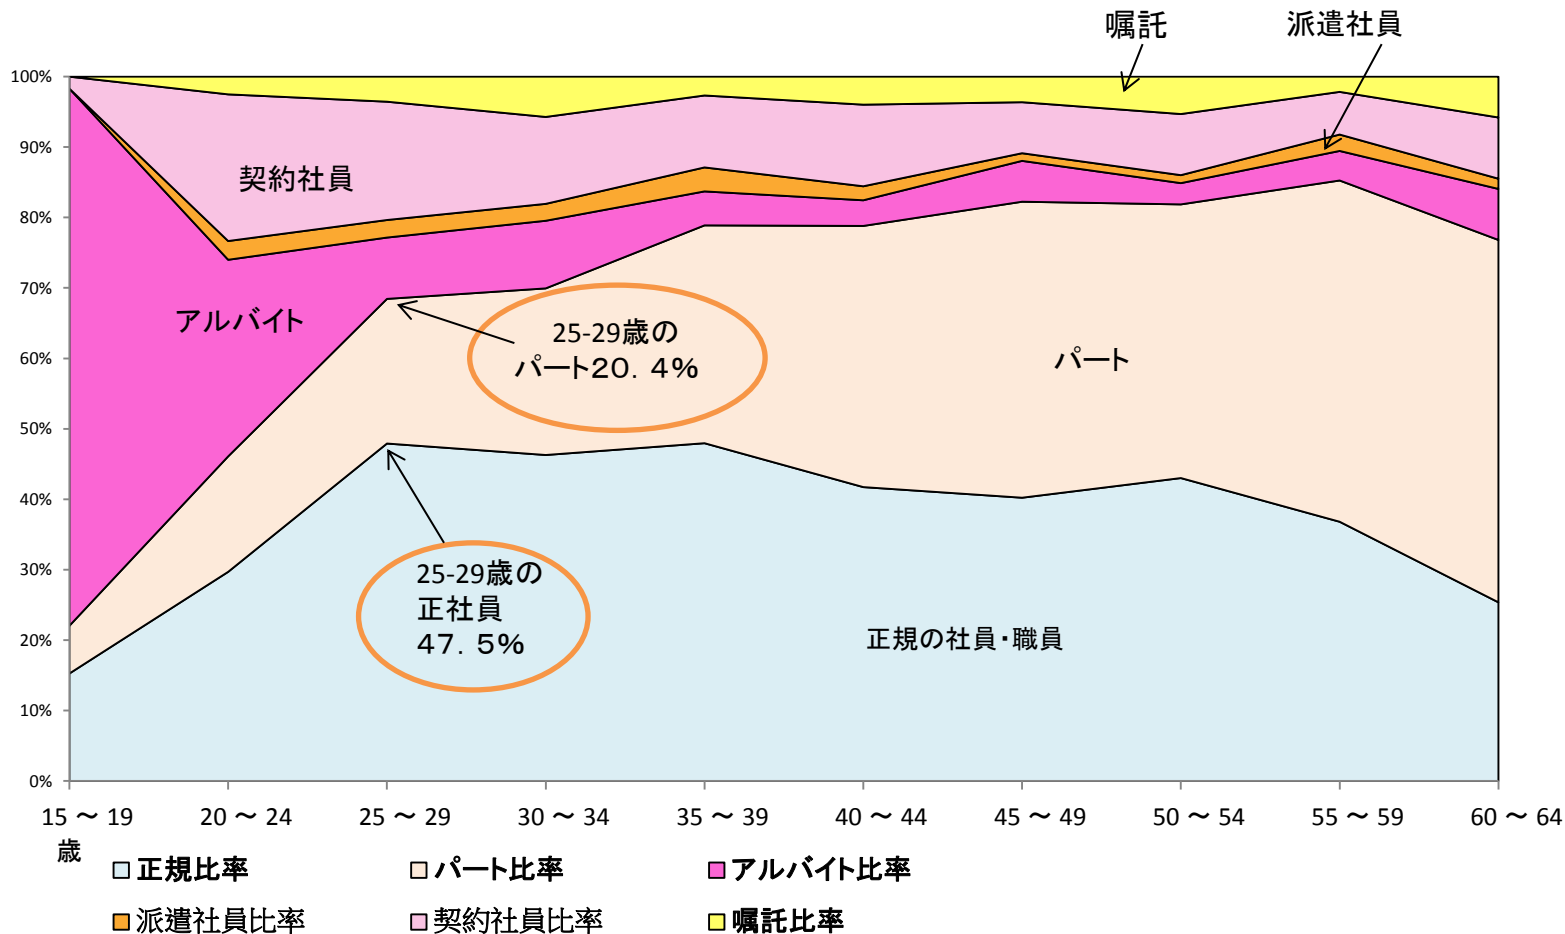 嘱託
派遣社員
100%
90%
80%
70%
60%
50%
40%
30%
20%
10%
0%
契約社員
アルバイト
25-29歳の
パート20．4％
パート
25-29歳の
正社員
47．5％
正規の社員・職員
15～19
歳
20～24
25～29
30～34
35～39
40～44
45～49
50～54
55～59
60～64
正規比率
パート比率
アルバイト比率
派遣社員比率
契約社員比率
嘱託比率